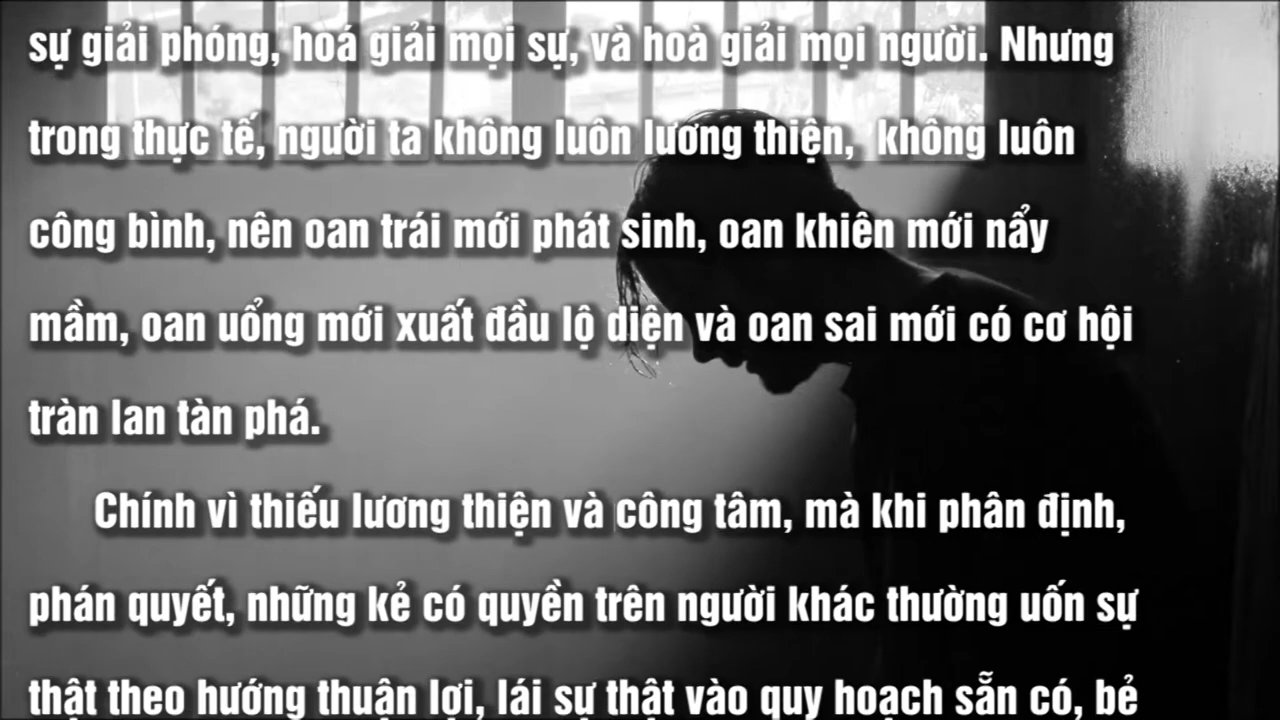 sự giải phóng, hoá giải mọi sự, và hoà giải mọi người. Nhưng
trong thực tế, người ta không luôn lương thiện, không luôn
công bình, nên oan trái mới phát sinh, oan khiên mới nẩy
mầm, oan uổng mới xuất đầu lộ diện và oan sai mới có cơ hội
tràn lan tàn phá.
Chính vì thiếu lương thiện và công tâm, mà khi phân định,
phán quyết, những kẻ có quyền trên người khác thường uốn sự
thật theo hướng thuận lợi, lái sự thật vào quy hoạch sẵn có, bẻ